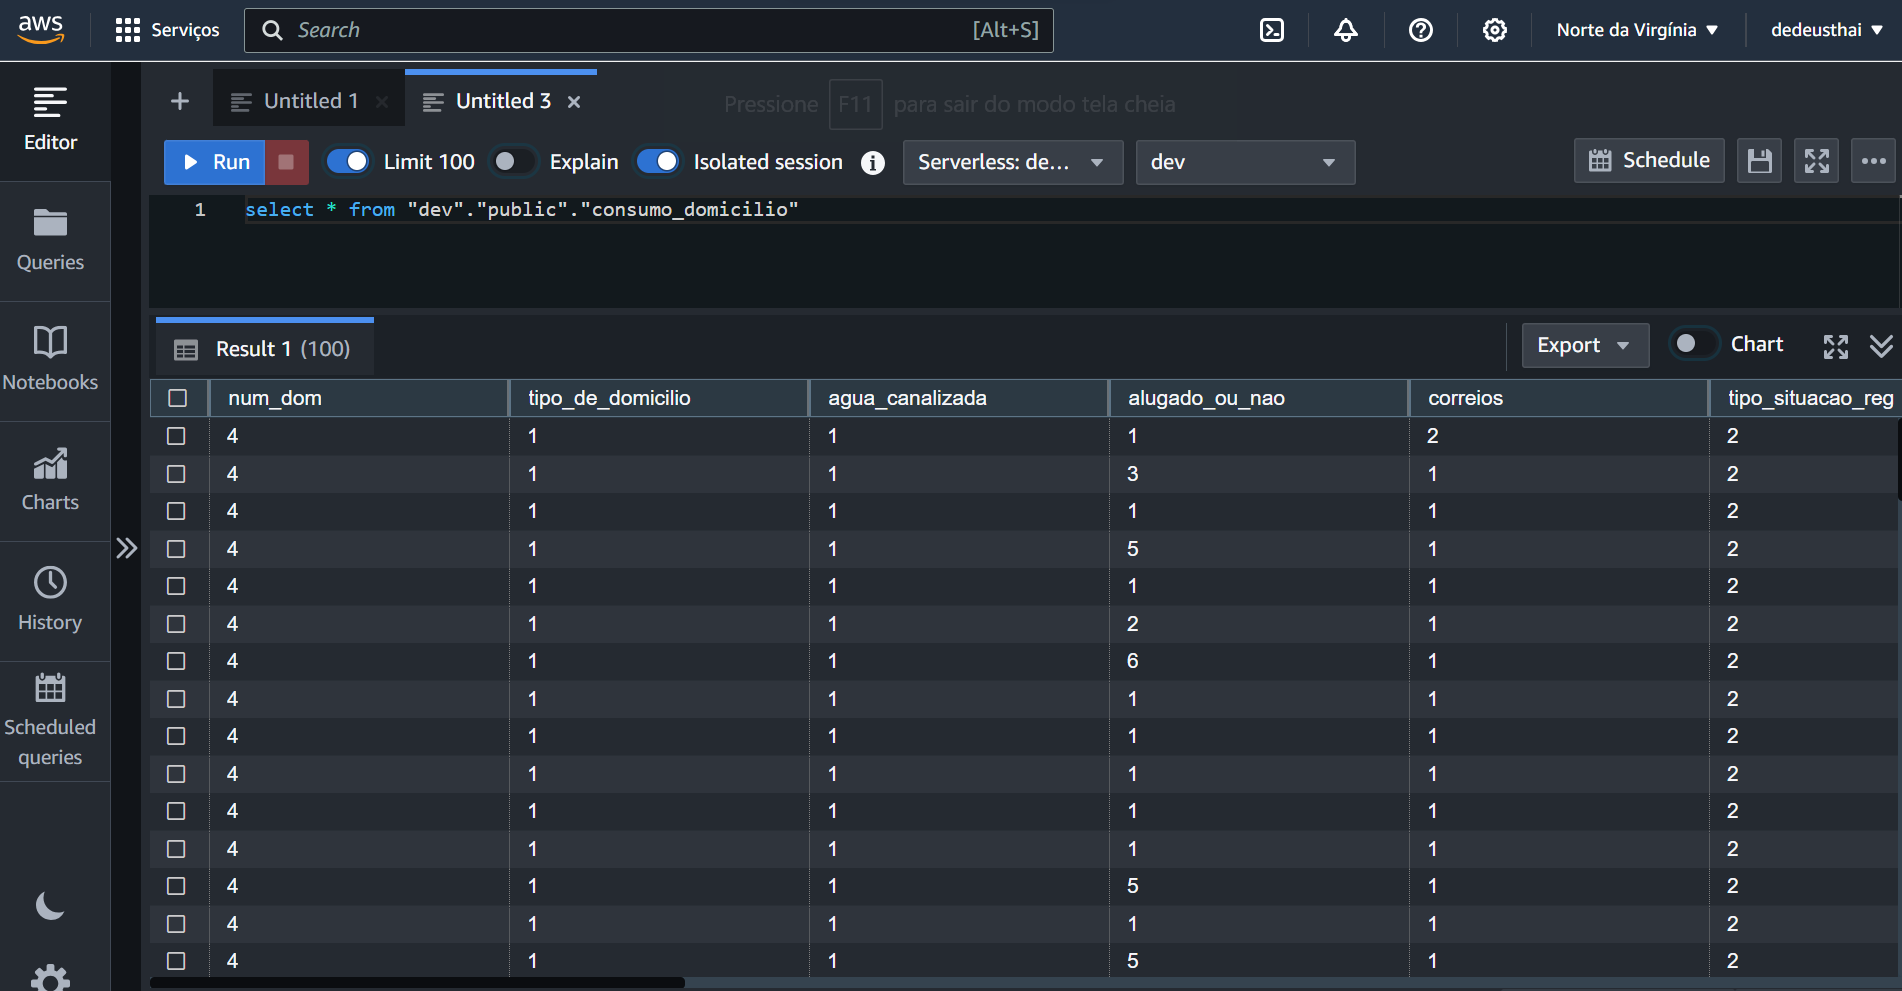 aws Serviços Search [Alt+S] Norte da Virgínia dedeusthai
Editor
Queries
Notebooks
Charts
History
Scheduled
queries
+ Untitled 1 × Untitled 3 ×
Pressione F11 para sair do modo tela cheia
Run Limit 100 Explain Isolated session i Serverless: de... dev Schedule
1 select * from "dev"."public"."consumo_domicilio"
Result 1 (100) Export Chart
num_dom tipo_de_domicilio agua_canalizada alugado_ou_nao correios tipo_situacao_reg
4 1 1 1 2 2
4 1 1 3 1 2
4 1 1 1 1 2
4 1 1 5 1 2
4 1 1 1 1 2
4 1 1 2 1 2
4 1 1 6 1 2
4 1 1 1 1 2
4 1 1 1 1 2
4 1 1 1 1 2
4 1 1 1 1 2
4 1 1 1 1 2
4 1 1 5 1 2
4 1 1 1 1 2
4 1 1 5 1 2